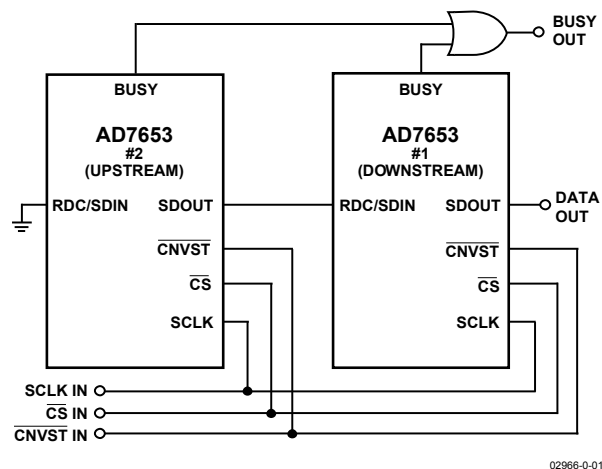 BUSY
OUT
BUSY
AD7653
#2
(UPSTREAM)
RDC/SDIN
SDOUT
CNVST
CS
SCLK
BUSY
AD7653
#1
(DOWNSTREAM)
RDC/SDIN
SDOUT
CNVST
CS
SCLK
DATA
OUT
SCLK IN
CS IN
CNVST IN
02966-0-01